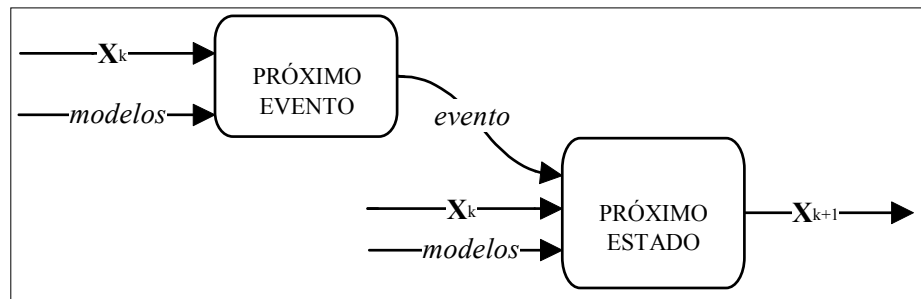 Xk
modelos
PRÓXIMO
EVENTO
evento
Xk
modelos
PRÓXIMO
ESTADO
Xk+1